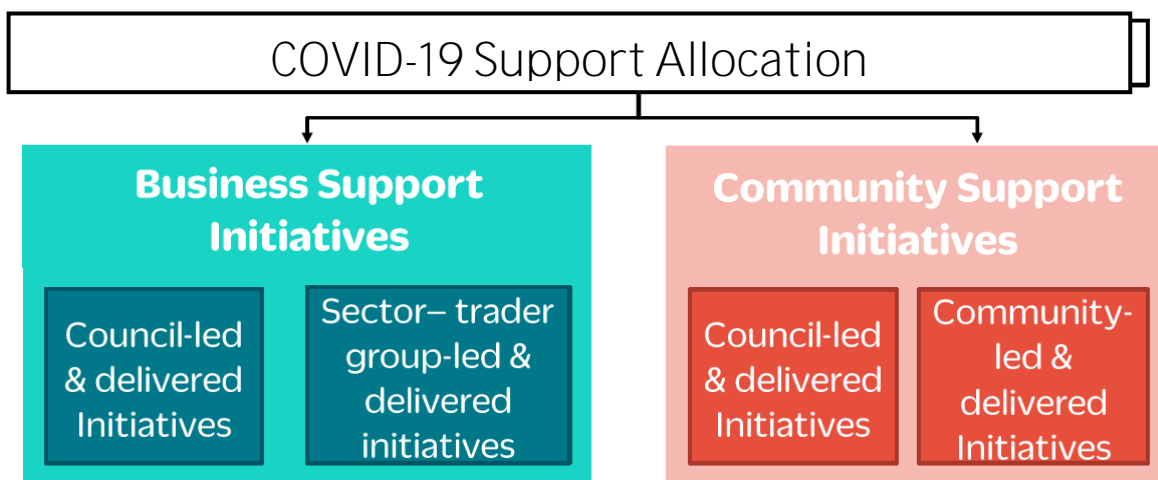 COVID-19 Support Allocation
Business Support
Initiatives
Council-led
& delivered
Initiatives
Sector– trader
group-led &
delivered
initiatives
Community Support
Initiatives
Council-led
& delivered
Initiatives
Community-
led &
delivered
Initiatives